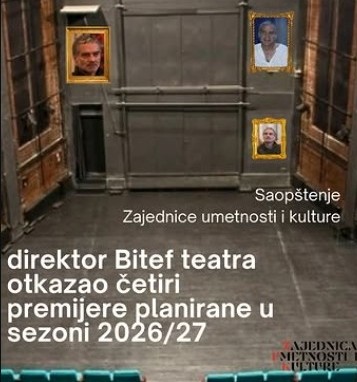 Saopštenje
Zajednice umetnosti i kulture
direktor Bitef teatra
otkazao četiri
premijere planirane u
sezoni 2026/27
ZAJEDNICA
UMETNOSTI I
KULTURE